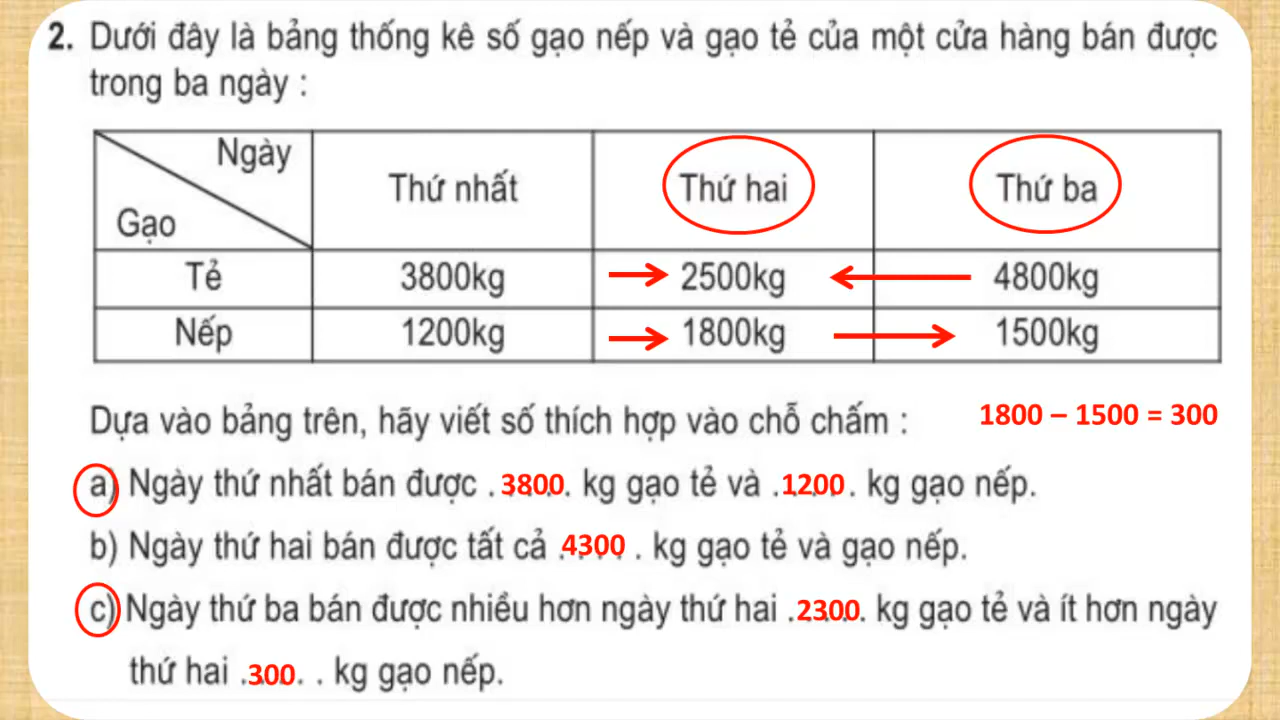 2. Dưới đây là bảng thống kê số gạo nếp và gạo tẻ của một cửa hàng bán được
trong ba ngày :
Ngày
Gạo
Thứ nhất
Thứ hai
Thứ ba
Tẻ 3800kg 2500kg 4800kg
Nếp 1200kg 1800kg 1500kg
Dựa vào bảng trên, hãy viết số thích hợp vào chỗ chấm :
1800 – 1500 = 300
a) Ngày thứ nhất bán được . 3800. kg gạo tẻ và .1200 . kg gạo nếp.
b) Ngày thứ hai bán được tất cả .4300 . kg gạo tẻ và gạo nếp.
c) Ngày thứ ba bán được nhiều hơn ngày thứ hai .2300. kg gạo tẻ và ít hơn ngày
thứ hai .300. . kg gạo nếp.